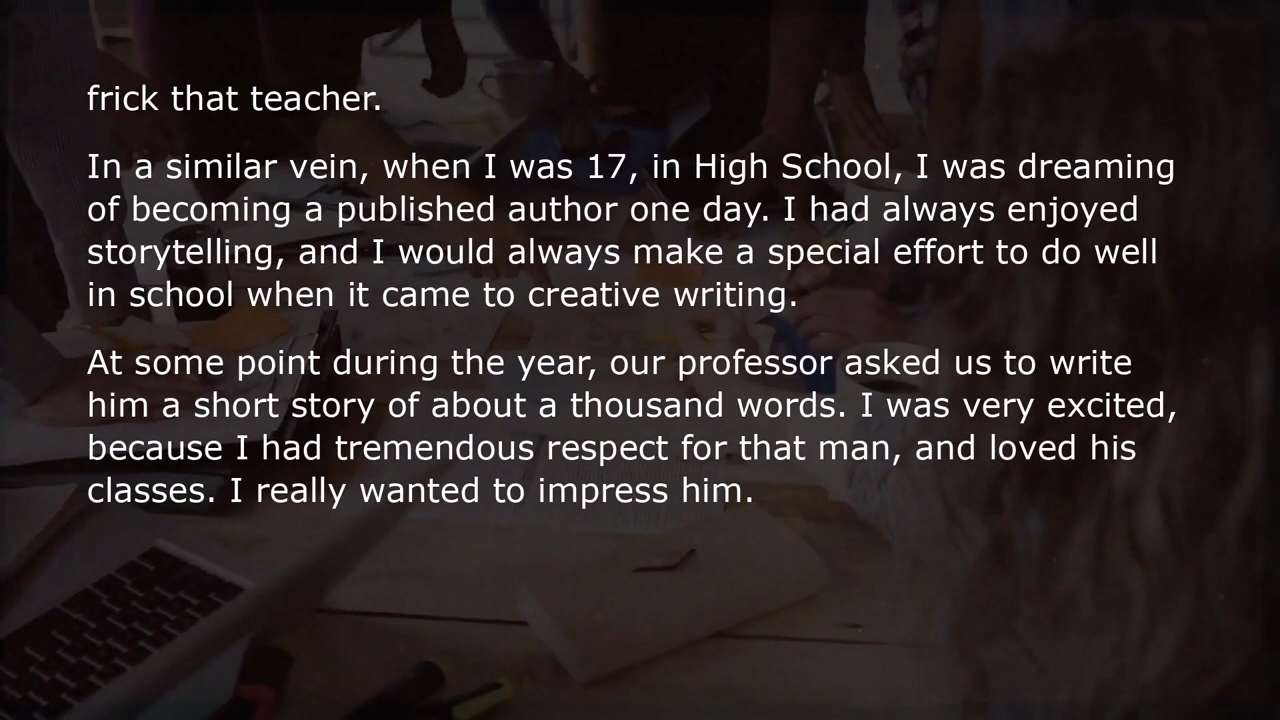 frick that teacher.
In a similar vein, when I was 17, in High School, I was dreaming
of becoming a published author one day. I had always enjoyed
storytelling, and I would always make a special effort to do well
in school when it came to creative writing.
At some point during the year, our professor asked us to write
him a short story of about a thousand words. I was very excited,
because I had tremendous respect for that man, and loved his
classes. I really wanted to impress him.